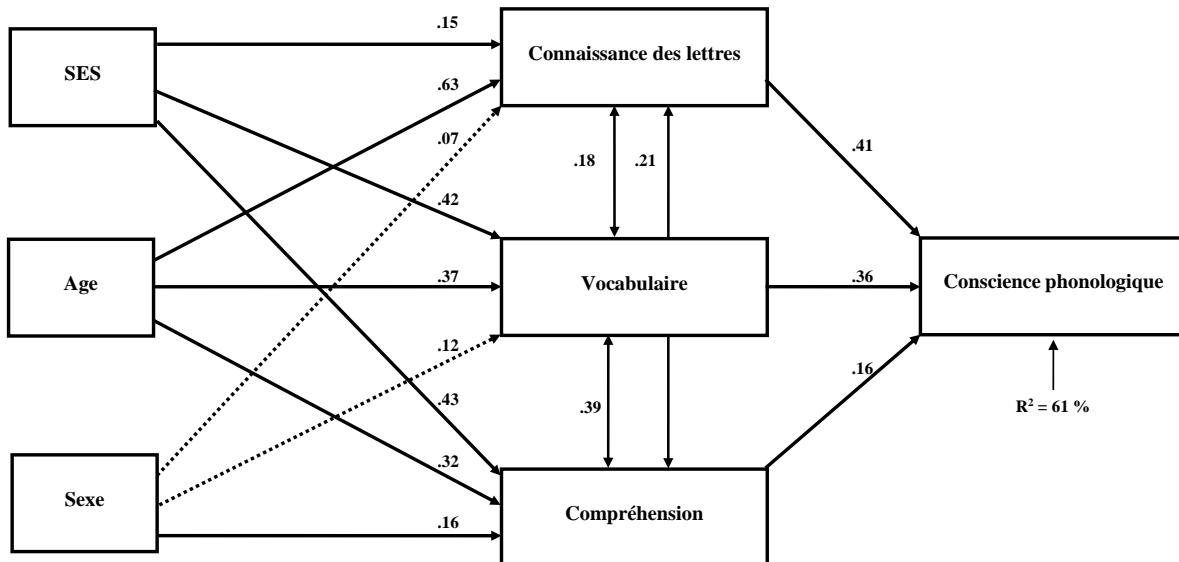 SES
Age
Sexe
.15
.63
.07
.42
.37
.12
.43
.32
.16
Connaissance des lettres
.18
.21
Vocabulaire
.39
Compréhension
.41
.36
.16
Conscience phonologique
R² = 61 %